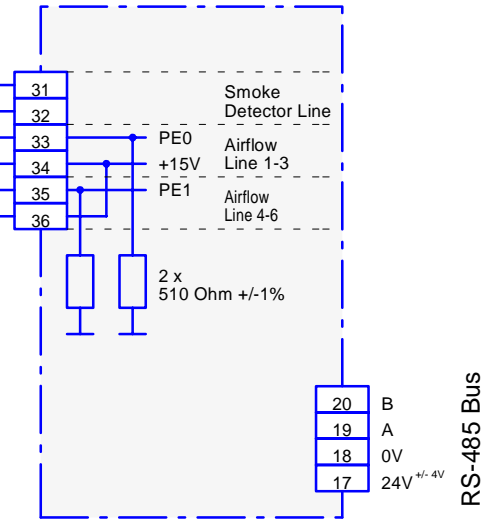 31
Smoke
32
Detector Line
33
PE0
Airflow
34
+15V
Line 1-3
35
PE1
Airflow
36
Line 4-6
2 x
510 Ohm +/-1%
20
B
19
A
18
0V
17
24V +/- 4V
RS-485 Bus